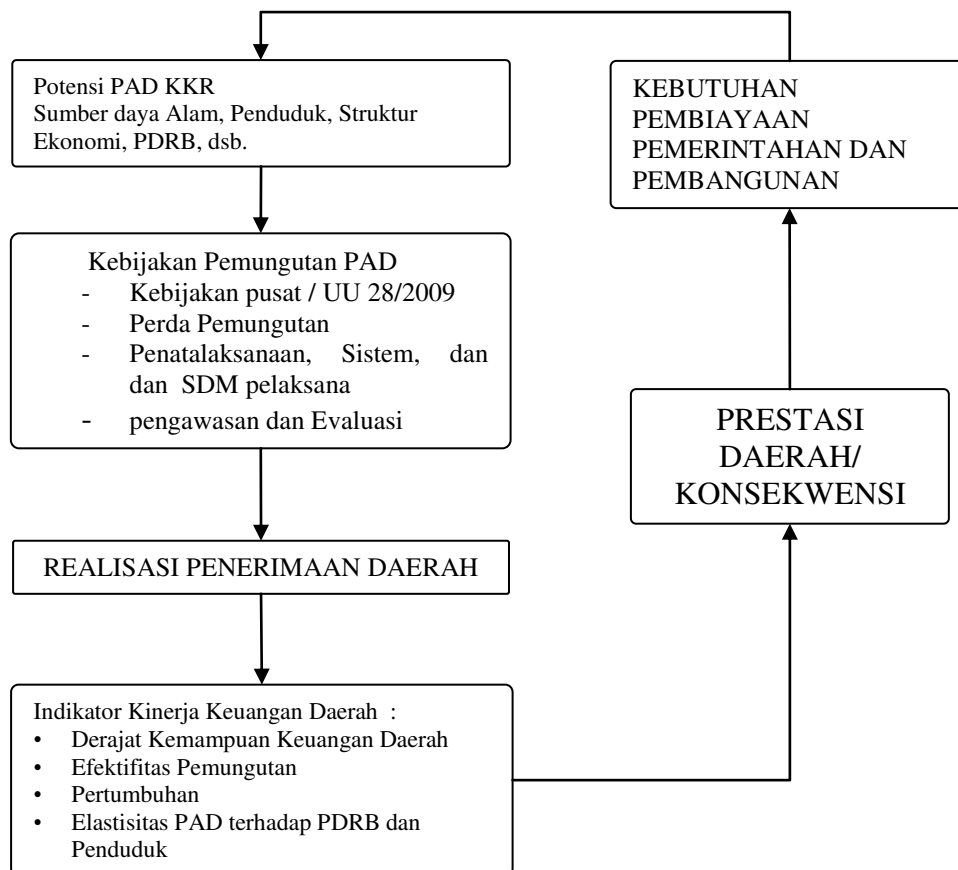 Potensi PAD KKR
Sumber daya Alam, Penduduk, Struktur
Ekonomi, PDRB, dsb.
Kebijakan Pemungutan PAD
- Kebijakan pusat / UU 28/2009
- Perda Pemungutan
- Penatalaksanaan, Sistem, dan
dan SDM pelaksana
- pengawasan dan Evaluasi
REALISASI PENERIMAAN DAERAH
Indikator Kinerja Keuangan Daerah :
• Derajat Kemampuan Keuangan Daerah
• Efektifitas Pemungutan
• Pertumbuhan
• Elastisitas PAD terhadap PDRB dan
Penduduk
PRESTASI
DAERAH/
KONSEKWENSI
KEBUTUHAN
PEMBIAYAAN
PEMERINTAHAN DAN
PEMBANGUNAN